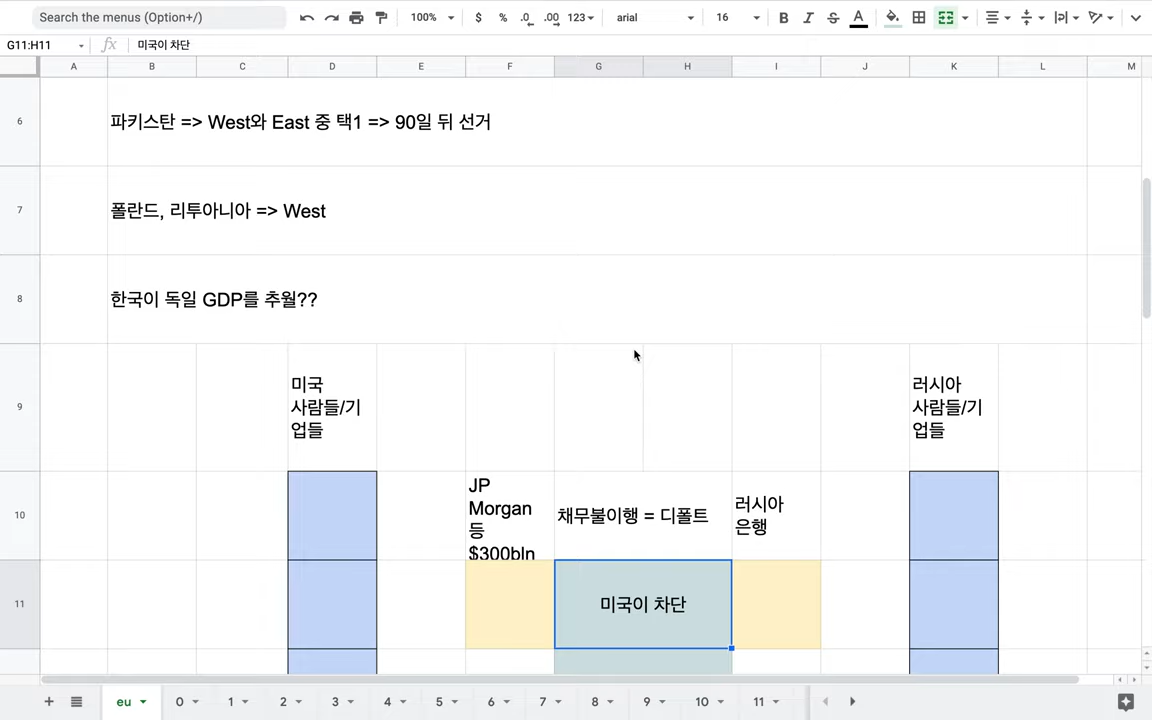 Search the menus (Option+/)
100%
$ % .0 .00 123
arial
16
B I S A
G11:H11
fx
미국이 차단
A B C D E F G H I J K L M
6
파키스탄 => West와 East 중 택1 => 90일 뒤 선거
7
폴란드, 리투아니아 => West
8
한국이 독일 GDP를 추월??
9
미국
사람들/기
업들
러시아
사람들/기
업들
10
JP
Morgan
등
$300bln
채무불이행 = 디폴트
러시아
은행
11
미국이 차단
+ eu 0 1 2 3 4 5 6 7 8 9 10 11